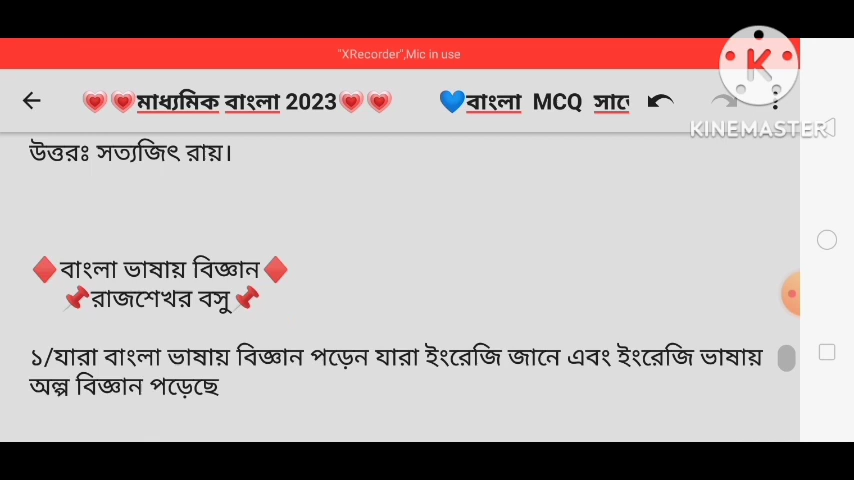 "XRecorder",Mic in use
মাধ্যমিক বাংলা 2023 বাংলা MCQ সাজে
KINEMASTER
উত্তরঃ সত্যজিৎ রায়।
বাংলা ভাষায় বিজ্ঞান
রাজশেখর বসু
১/যারা বাংলা ভাষায় বিজ্ঞান পড়েন যারা ইংরেজি জানে এবং ইংরেজি ভাষায়
অল্প বিজ্ঞান পড়েছে